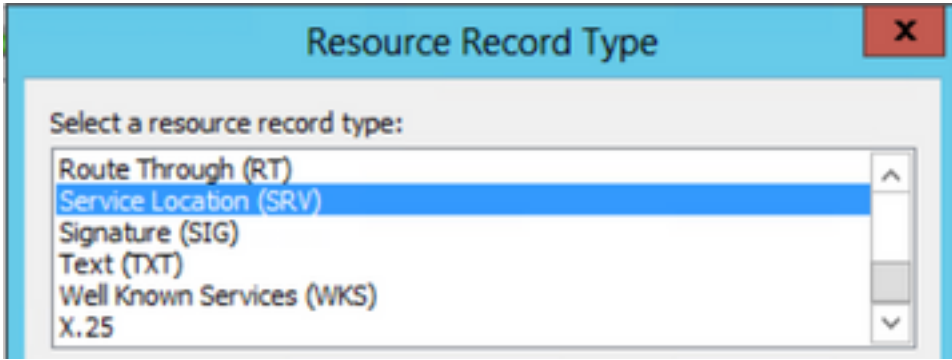 Resource Record Type
x
Select a resource record type:
Route Through (RT)
Service Location (SRV)
Signature (SIG)
Text (TXT)
Well Known Services (WKS)
X.25